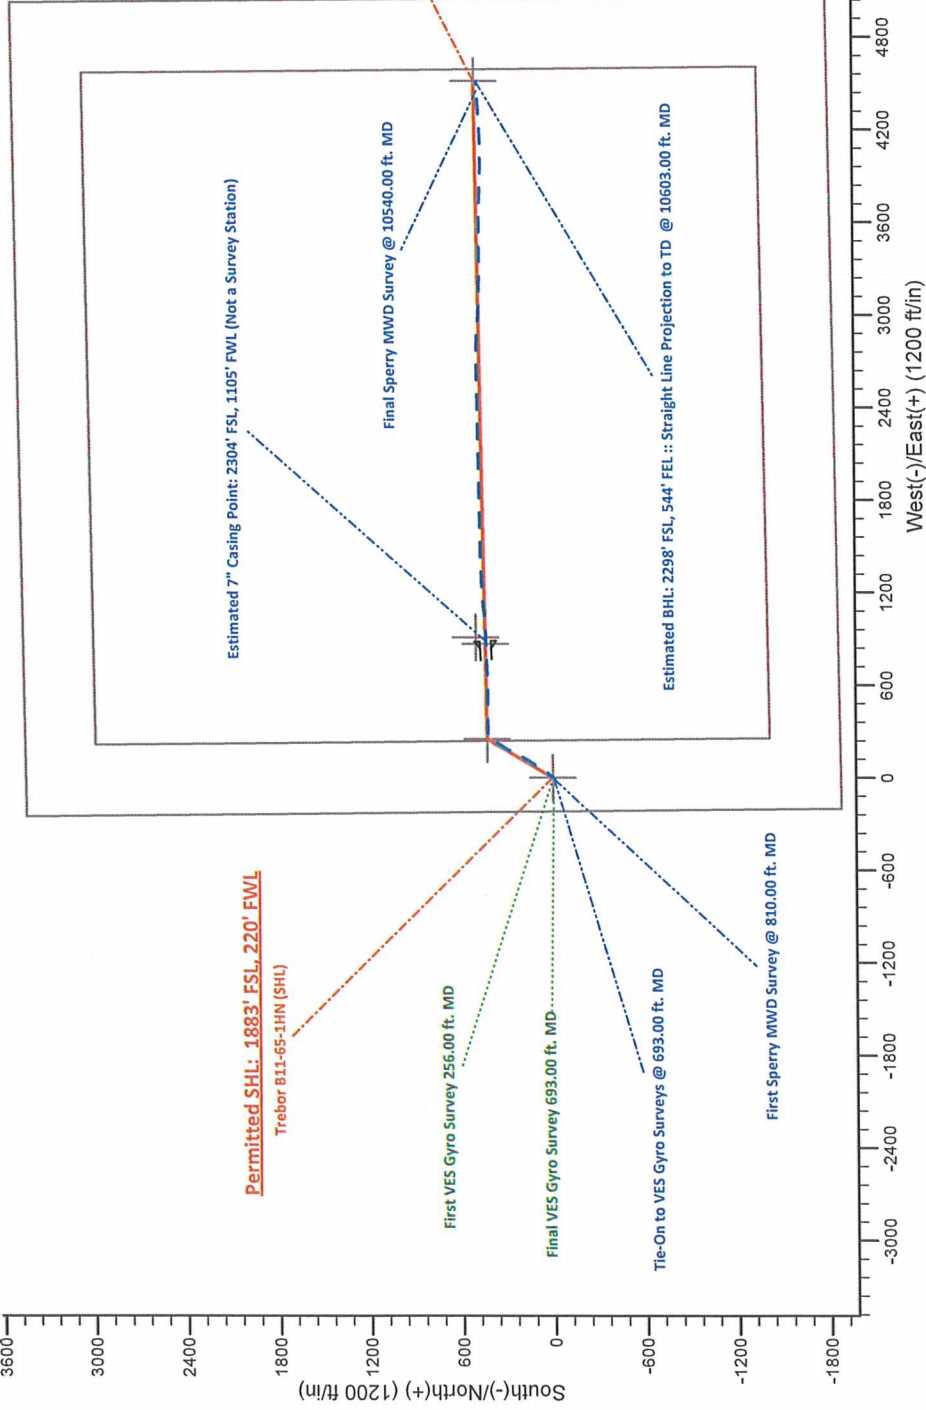 Permitted SHL: 1883' FSL, 220' FWL
Trebor B11-65-1HN (SHL)
Estimated 7" Casing Point: 2304' FSL, 1105' FWL (Not a Survey Station)
Final Sperry MWD Survey @ 10540.00 ft. MD
First VES Gyro Survey 256.00 ft. MD
Final VES Gyro Survey 693.00 ft. MD
Tie-On to VES Gyro Surveys @ 693.00 ft. MD
First Sperry MWD Survey @ 810.00 ft. MD
Estimated BHL: 2298' FSL, 544' FEL :: Straight Line Projection to TD @ 10603.00 ft. MD
South(-)/North(+) (1200 ft/in)
3600
3000
2400
1800
1200
600
0
-600
-1200
-1800
-3000
-2400
-1800
-1200
-600
0
600
1200
1800
2400
3000
3600
4200
4800
West(-)/East(+) (1200 ft/in)